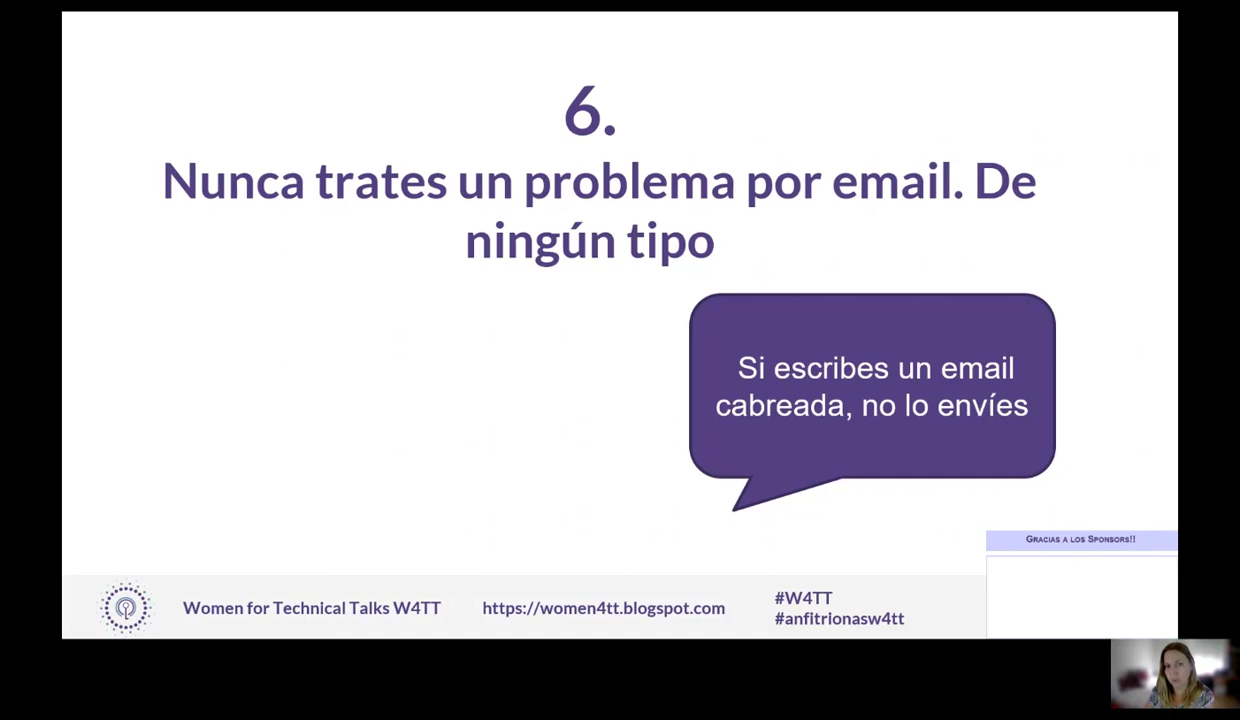 6.
Nunca trates un problema por email. De
ningún tipo
Si escribes un email
cabreada, no lo envíes
Gracias a los Sponsors!!
Women for Technical Talks W4TT
https://women4tt.blogspot.com
#W4TT
#anfitrionasw4tt